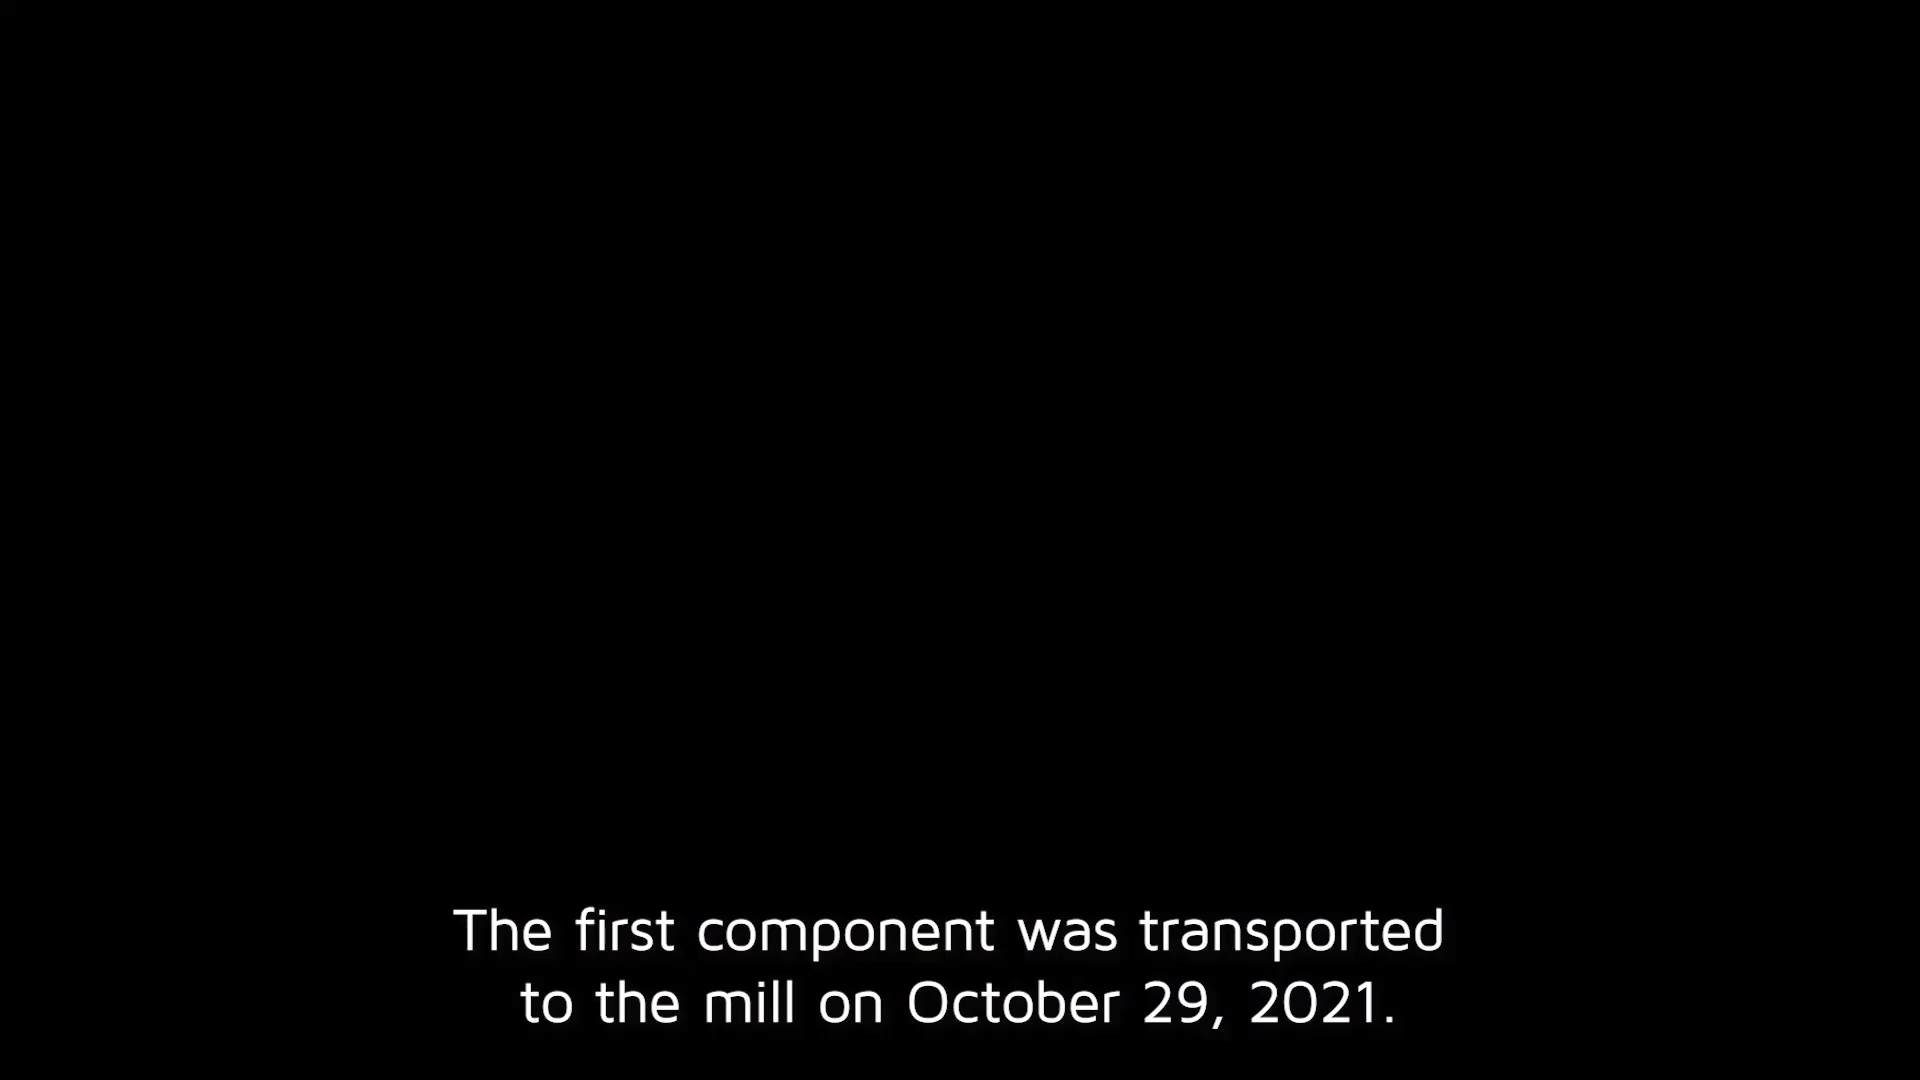 The first component was transported
to the mill on October 29, 2021.